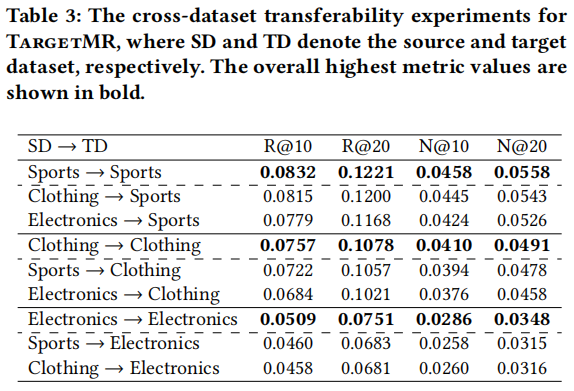 Table 3: The cross-dataset transferability experiments for
TargetMR, where SD and TD denote the source and target
dataset, respectively. The overall highest metric values are
shown in bold.
SD → TD R@10 R@20 N@10 N@20
Sports → Sports 0.0832 0.1221 0.0458 0.0558
Clothing → Sports 0.0815 0.1200 0.0445 0.0543
Electronics → Sports 0.0779 0.1168 0.0424 0.0526
Clothing → Clothing 0.0757 0.1078 0.0410 0.0491
Sports → Clothing 0.0722 0.1057 0.0394 0.0478
Electronics → Clothing 0.0684 0.1021 0.0376 0.0458
Electronics → Electronics 0.0509 0.0751 0.0286 0.0348
Sports → Electronics 0.0460 0.0683 0.0258 0.0315
Clothing → Electronics 0.0458 0.0681 0.0260 0.0316